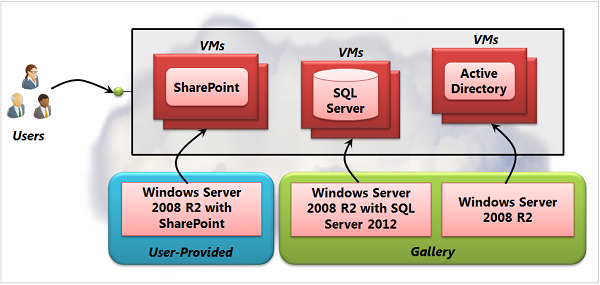 VMs
VMs
VMs
SharePoint
SQL
Server
Active
Directory
Users
Windows Server
2008 R2 with
SharePoint
User-Provided
Windows Server
2008 R2 with SQL
Server 2012
Windows Server
2008 R2
Gallery